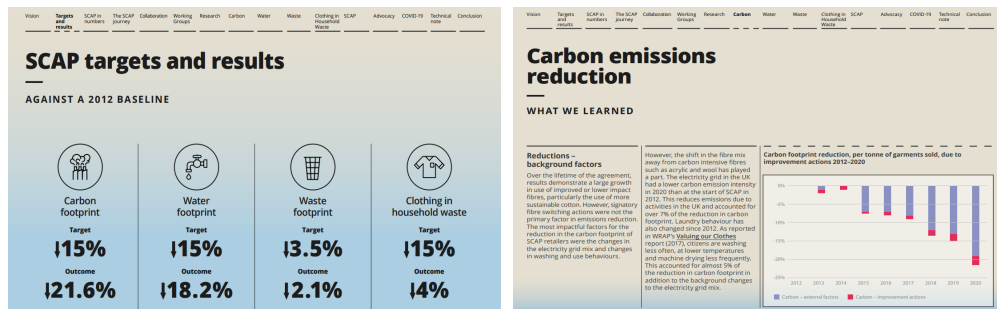 Vision Targets and results SCAP in numbers The SCAP journey Collaboration Working Groups Research Carbon Water Waste Clothing in Household Waste SCAP Advocacy COVID-19 Technical note Conclusion
SCAP targets and results
AGAINST A 2012 BASELINE
Carbon
footprint
Target
↓15%
Outcome
↓21.6%
Water
footprint
Target
↓15%
Outcome
↓18.2%
Waste
footprint
Target
↓3.5%
Outcome
↓2.1%
Clothing in
household waste
Target
↓15%
Outcome
↓4%
Vision Targets and results SCAP in numbers The SCAP journey Collaboration Working Groups Research Carbon Water Waste Clothing in Household Waste SCAP Advocacy COVID-19 Technical note Conclusion
Carbon emissions
reduction
WHAT WE LEARNED
Reductions –
background factors
Over the lifetime of the agreement,
results demonstrate a large growth
in use of improved or lower impact
fibres, particularly the use of more
sustainable cotton. However, signatory
fibre switching actions were not the
primary factor in emissions reduction.
The most impactful factors for the
reduction in the carbon footprint of
SCAP retailers were the changes in
the electricity grid mix and changes
in washing and use behaviours.
However, the shift in the fibre mix
away from carbon intensive fibres
such as acrylic and wool has played
a part. The electricity grid in the UK
had a lower carbon emission intensity
in 2020 than at the start of SCAP in
2012. This reduces emissions due to
activities in the UK and accounted for
over 7% of the reduction in carbon
footprint. Laundry behaviour has
also changed since 2012. As reported
in WRAP's Valuing our Clothes
report (2017), citizens are washing
less often, at lower temperatures
and machine drying less frequently.
This accounted for almost 5% of
the reduction in carbon footprint in
addition to the background changes
to the electricity grid mix.
Carbon footprint reduction, per tonne of garments sold, due to
improvement actions 2012–2020
0%
-5%
-10%
-15%
-20%
-25%
2012 2013 2014 2015 2016 2017 2018 2019 2020
Carbon – external factors Carbon – improvement actions